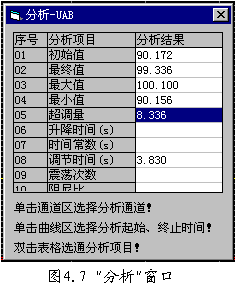 分析-UAB
序号 分析项目 分析结果
01 初始值 90.172
02 最终值 99.336
03 最大值 100.100
04 最小值 90.156
05 超调量 8.336
06 升降时间(s)
07 时间常数(s)
08 调节时间(s) 3.830
09 震荡次数
10 阻尼比
单击通道区选择分析通道!
单击曲线区选择分析起始、终止时间!
双击表格选通分析项目!
图4.7 "分析"窗口